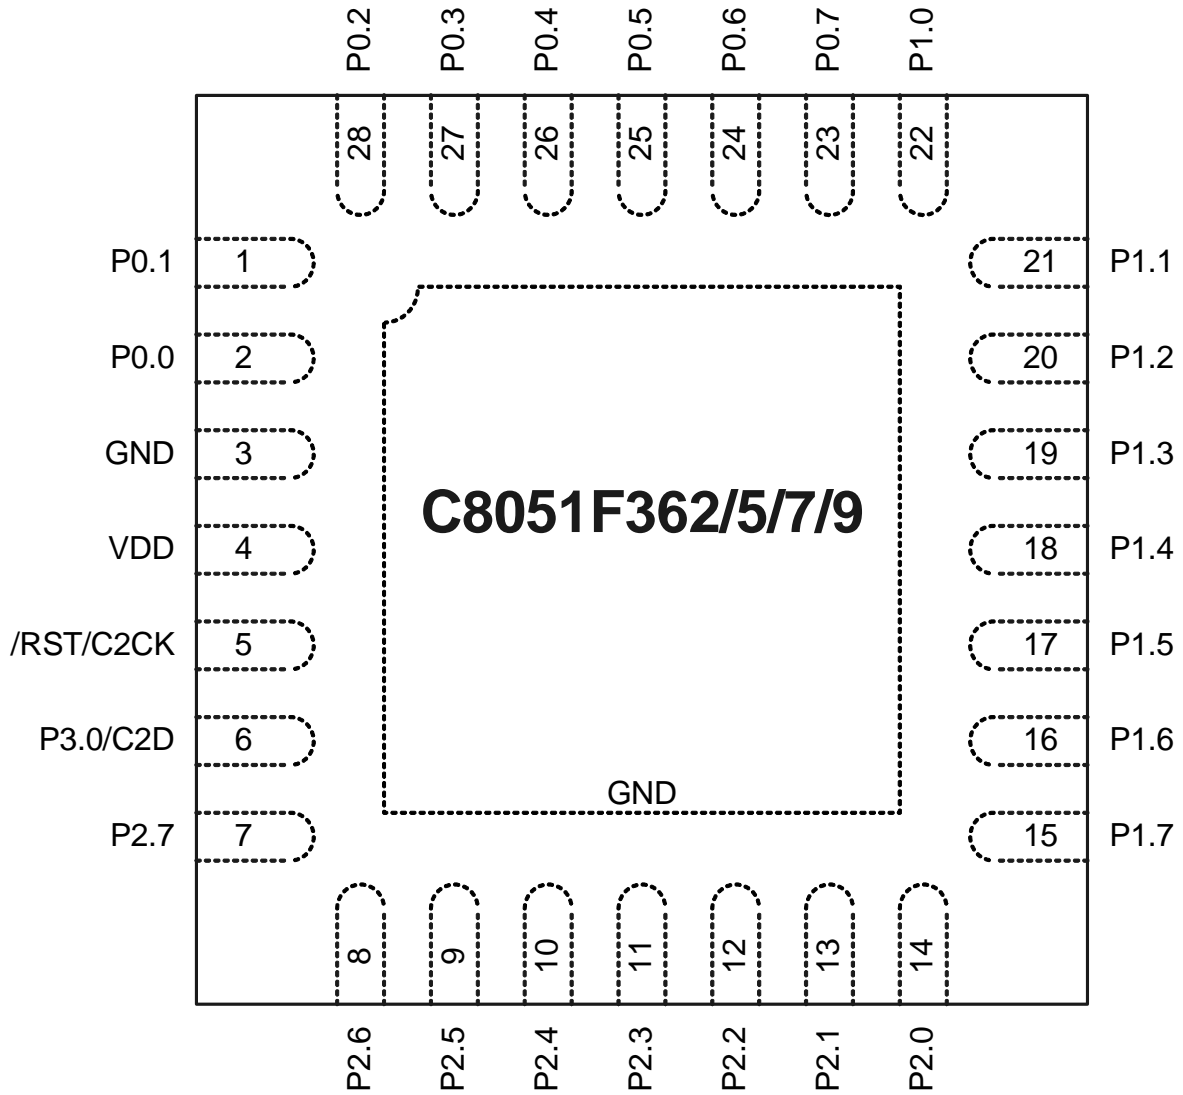 P0.2 P0.3 P0.4 P0.5 P0.6 P0.7 P1.0
28 27 26 25 24 23 22
P0.1 1 21 P1.1
P0.0 2 20 P1.2
GND 3 19 P1.3
C8051F362/5/7/9
VDD 4 18 P1.4
/RST/C2CK 5 17 P1.5
P3.0/C2D 6 16 P1.6
GND
P2.7 7 15 P1.7
8 9 10 11 12 13 14
P2.6 P2.5 P2.4 P2.3 P2.2 P2.1 P2.0